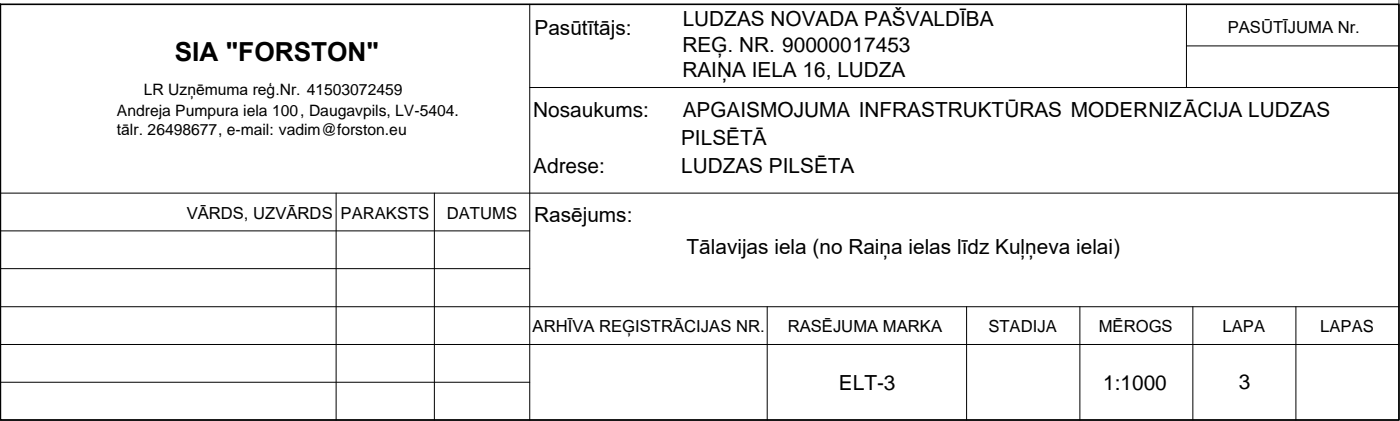 SIA "FORSTON"
LR Uzņēmuma reģ.Nr. 41503072459
Andreja Pumpura iela 100, Daugavpils, LV-5404.
tālr. 26498677, e-mail: vadim@forston.eu
Pasūtītājs:
LUDZAS NOVADA PAŠVALDĪBA
REĢ. NR. 90000017453
RAIŅA IELA 16, LUDZA
PASŪTĪJUMA Nr.
Nosaukums:
APGAISMOJUMA INFRASTRUKTŪRAS MODERNIZĀCIJA LUDZAS
PILSĒTĀ
Adrese:
LUDZAS PILSĒTA
VĀRDS, UZVĀRDS PARAKSTS DATUMS
Rasējums:
Tālavijas iela (no Raiņa ielas līdz Kuļņeva ielai)
ARHĪVA REĢISTRĀCIJAS NR. RASĒJUMA MARKA STADIJA MĒROGS LAPA LAPAS
ELT-3 1:1000 3